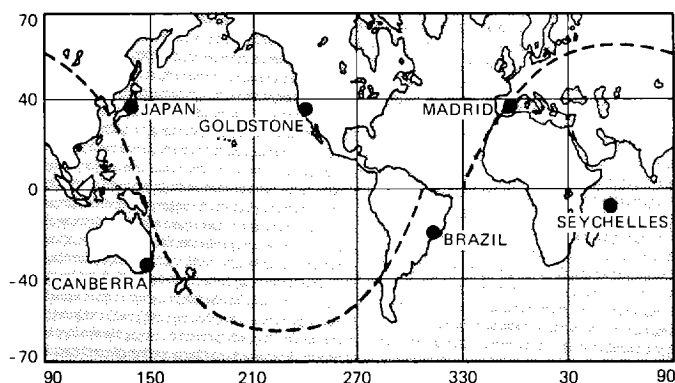 70
40
0
-40
-70
JAPAN
GOLDSTONE
MADRID
SEYCHELLES
BRAZIL
CANBERRA
90 150 210 270 330 30 90